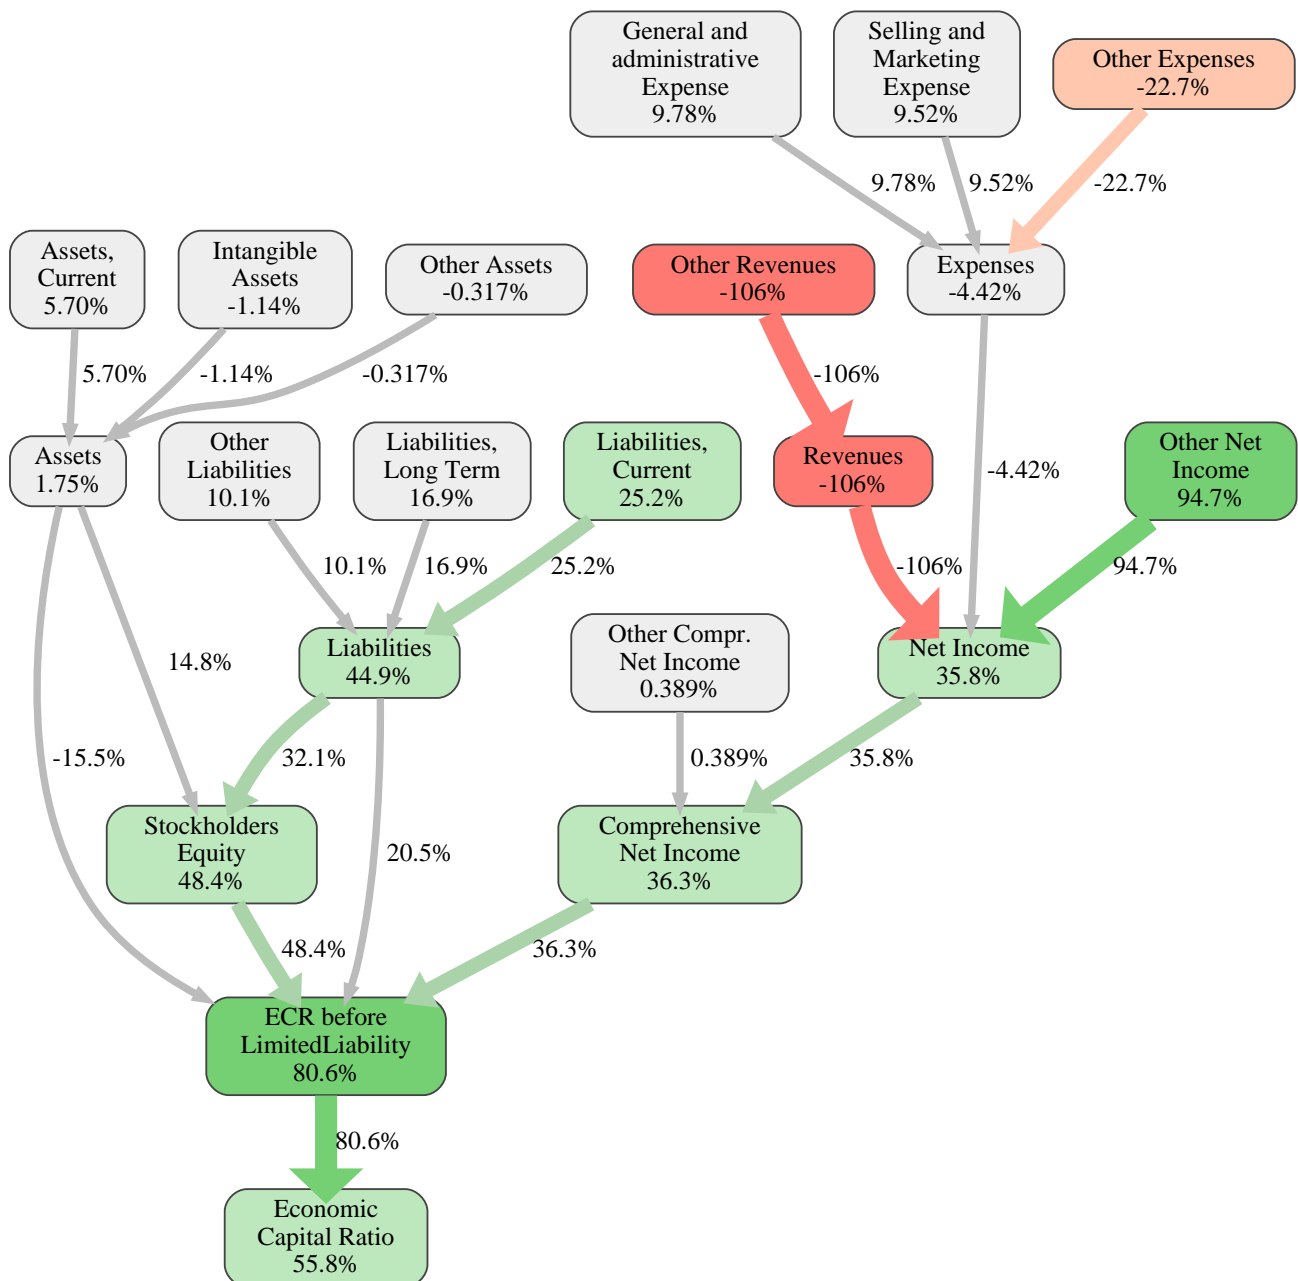 General and
administrative
Expense
9.78%
Selling and
Marketing
Expense
9.52%
Other Expenses
-22.7%
9.78%
9.52%
-22.7%
Assets,
Current
5.70%
Intangible
Assets
-1.14%
Other Assets
-0.317%
Other Revenues
-106%
Expenses
-4.42%
5.70%
-1.14%
-0.317%
-106%
Assets
1.75%
Other
Liabilities
10.1%
Liabilities,
Long Term
16.9%
Liabilities,
Current
25.2%
Revenues
-106%
-4.42%
Other Net
Income
94.7%
10.1%
16.9%
25.2%
-106%
94.7%
14.8%
Liabilities
44.9%
Other Compr.
Net Income
0.389%
Net Income
35.8%
-15.5%
32.1%
0.389%
35.8%
Stockholders
Equity
48.4%
20.5%
Comprehensive
Net Income
36.3%
48.4%
36.3%
ECR before
LimitedLiability
80.6%
80.6%
Economic
Capital Ratio
55.8%